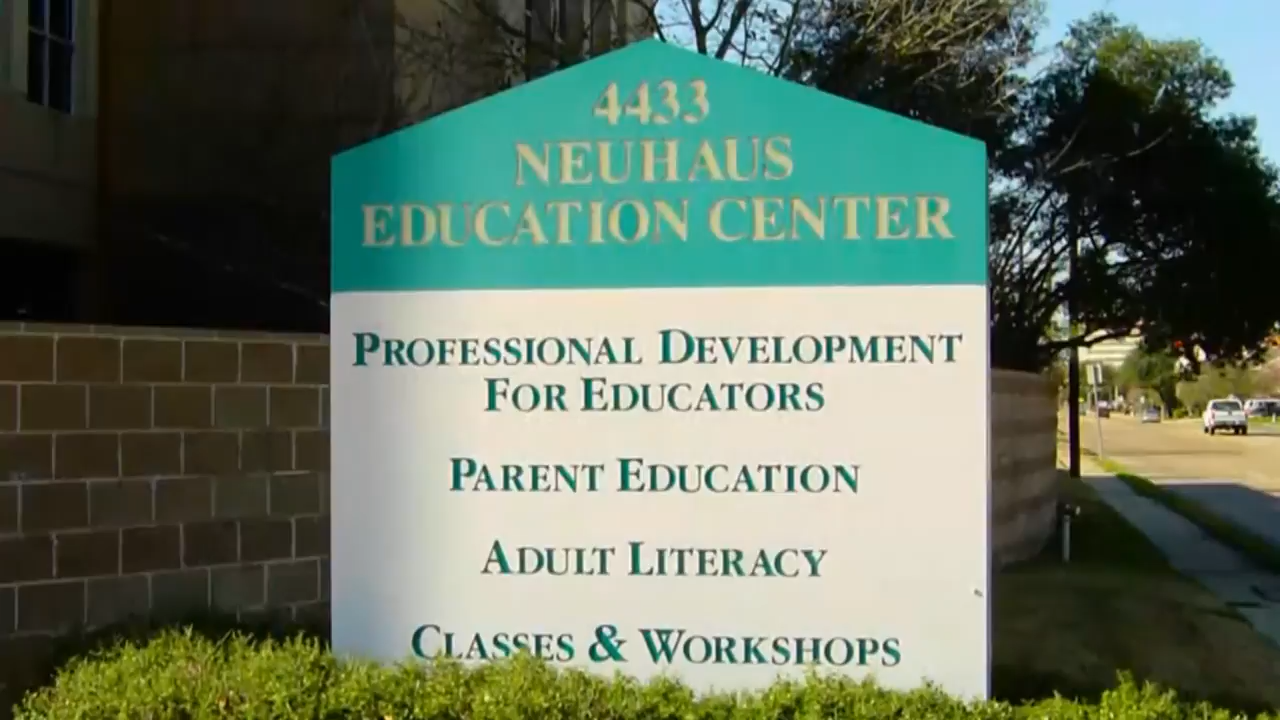 4433
NEUHAUS
EDUCATION CENTER
PROFESSIONAL DEVELOPMENT
FOR EDUCATORS
PARENT EDUCATION
ADULT LITERACY
CLASSES & WORKSHOPS